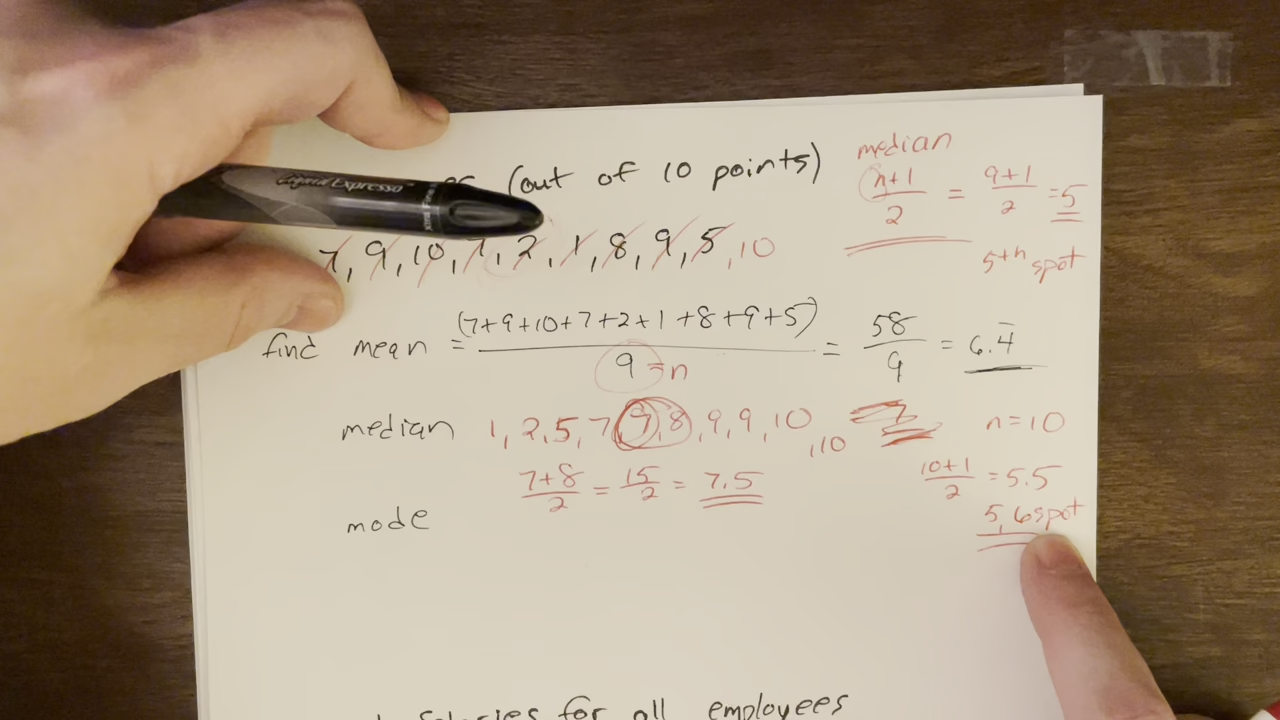 Crystal Expresso™
(out of 10 points)
7, 9, 10, 7, 2, 1, 8, 9, 5, 10
median
n+1/2 = 9+1/2 = 5
5th spot
find mean = (7+9+10+7+2+1+8+9+5)/9 = 58/9 = 6.4̅
9 = n
median 1, 2, 5, 7, 7, 8, 9, 9, 10, 10
n=10
7+8/2 = 15/2 = 7.5
10+1/2 = 5.5
5, 6 spot
mode
Salaries for all employees